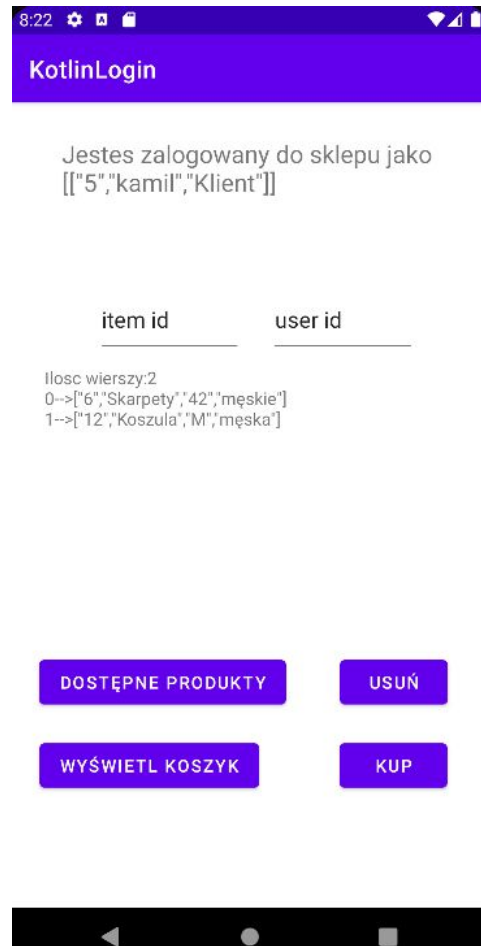 8:22
KotlinLogin
Jestes zalogowany do sklepu jako
[["5","kamil","Klient"]]
item id user id
Ilosc wierszy:2
0-->["6","Skarpety","42","męskie"]
1-->["12","Koszula","M","męska"]
DOSTĘPNE PRODUKTY USUŃ
WYŚWIETL KOSZYK KUP